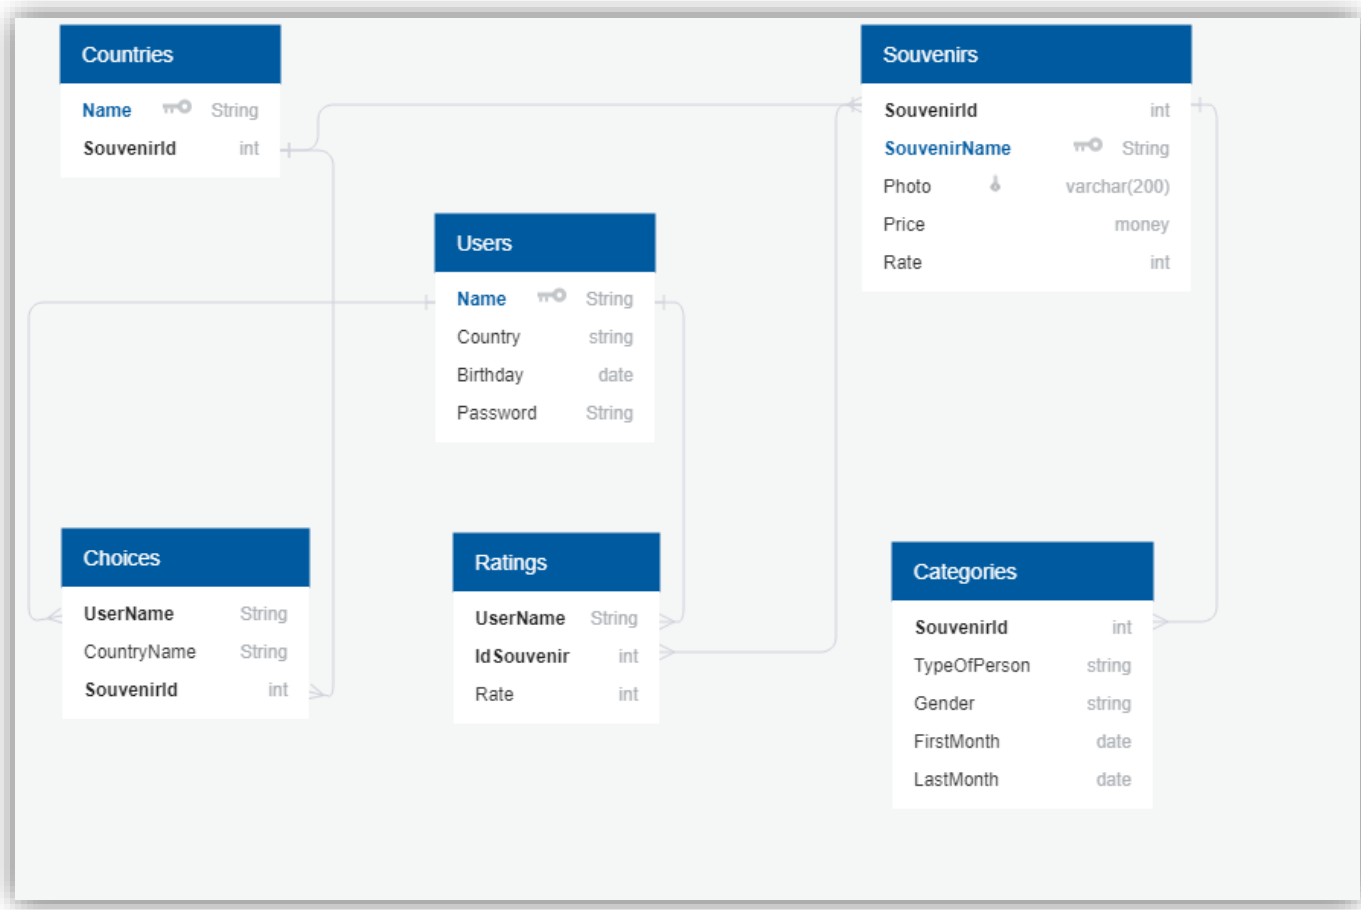 Countries
Name String
SouvenirId int
Souvenirs
SouvenirId int
SouvenirName String
Photo varchar(200)
Price money
Rate int
Users
Name String
Country string
Birthday date
Password String
Choices
UserName String
CountryName String
SouvenirId int
Ratings
UserName String
IdSouvenir int
Rate int
Categories
SouvenirId int
TypeOfPerson string
Gender string
FirstMonth date
LastMonth date